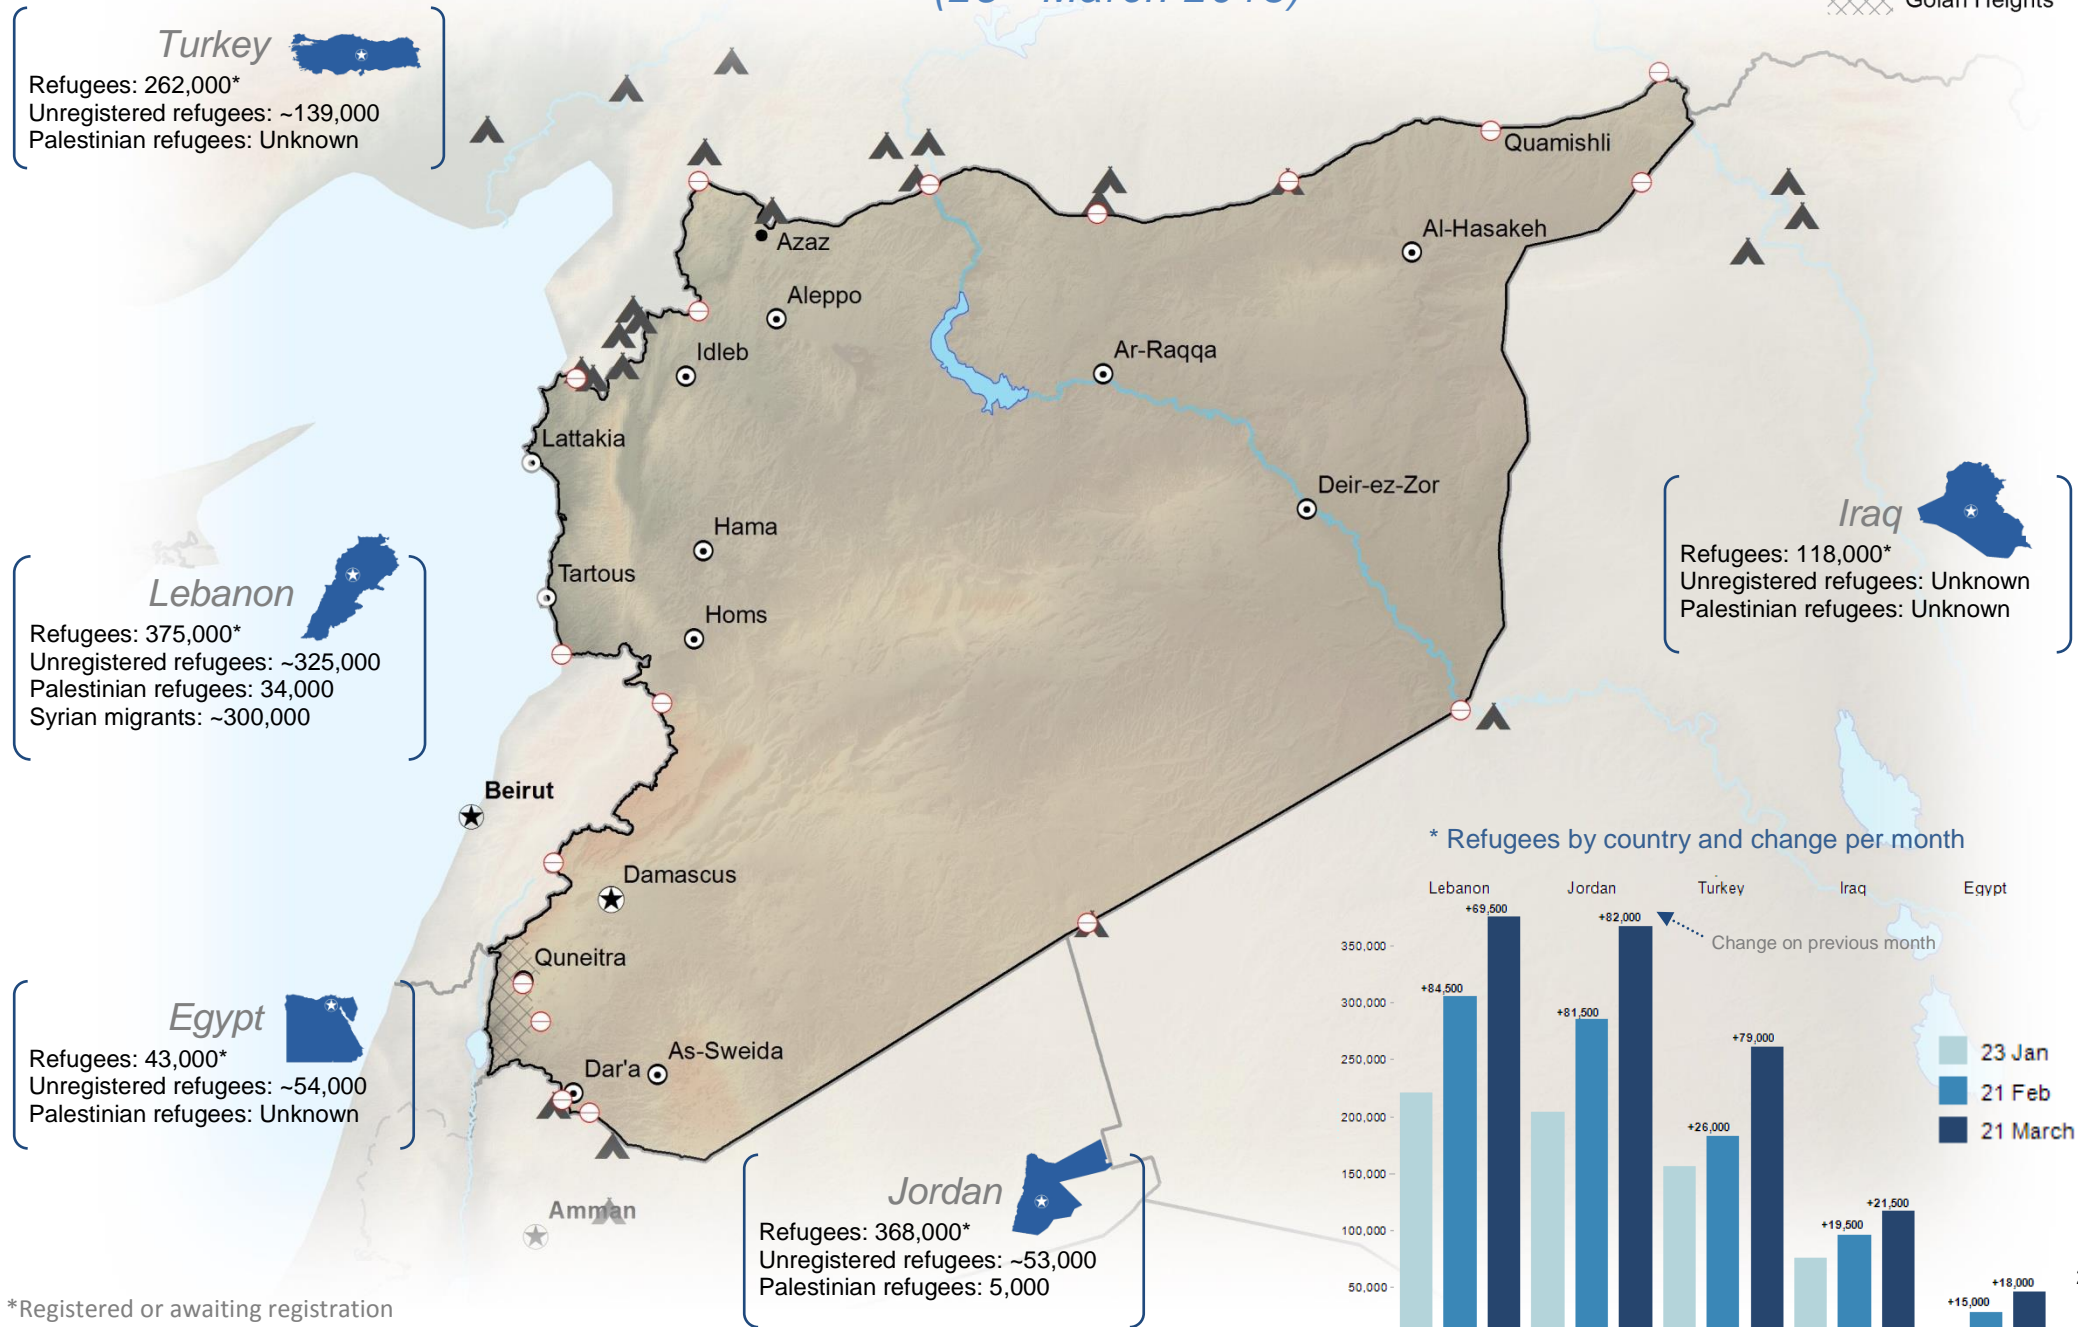 Golan Heights
Turkey
Refugees: 262,000*
Unregistered refugees: ~139,000
Palestinian refugees: Unknown
Quamishli
Azaz
Al-Hasakeh
Aleppo
Idleb
Ar-Raqqa
Lattakia
Deir-ez-Zor
Hama
Tartous
Homs
Iraq
Refugees: 118,000*
Unregistered refugees: Unknown
Palestinian refugees: Unknown
Lebanon
Refugees: 375,000*
Unregistered refugees: ~325,000
Palestinian refugees: 34,000
Syrian migrants: ~300,000
Beirut
Damascus
Quneitra
As-Sweida
Dar'a
Amman
Egypt
Refugees: 43,000*
Unregistered refugees: ~54,000
Palestinian refugees: Unknown
Jordan
Refugees: 368,000*
Unregistered refugees: ~53,000
Palestinian refugees: 5,000
* Refugees by country and change per month
Lebanon Jordan Turkey Iraq Egypt
+69,500
+82,000
Change on previous month
350,000
+84,500
300,000
+81,500
+79,000
250,000
23 Jan
21 Feb
21 March
200,000
+26,000
150,000
+21,500
+19,500
100,000
50,000
+18,000
+15,000
*Registered or awaiting registration